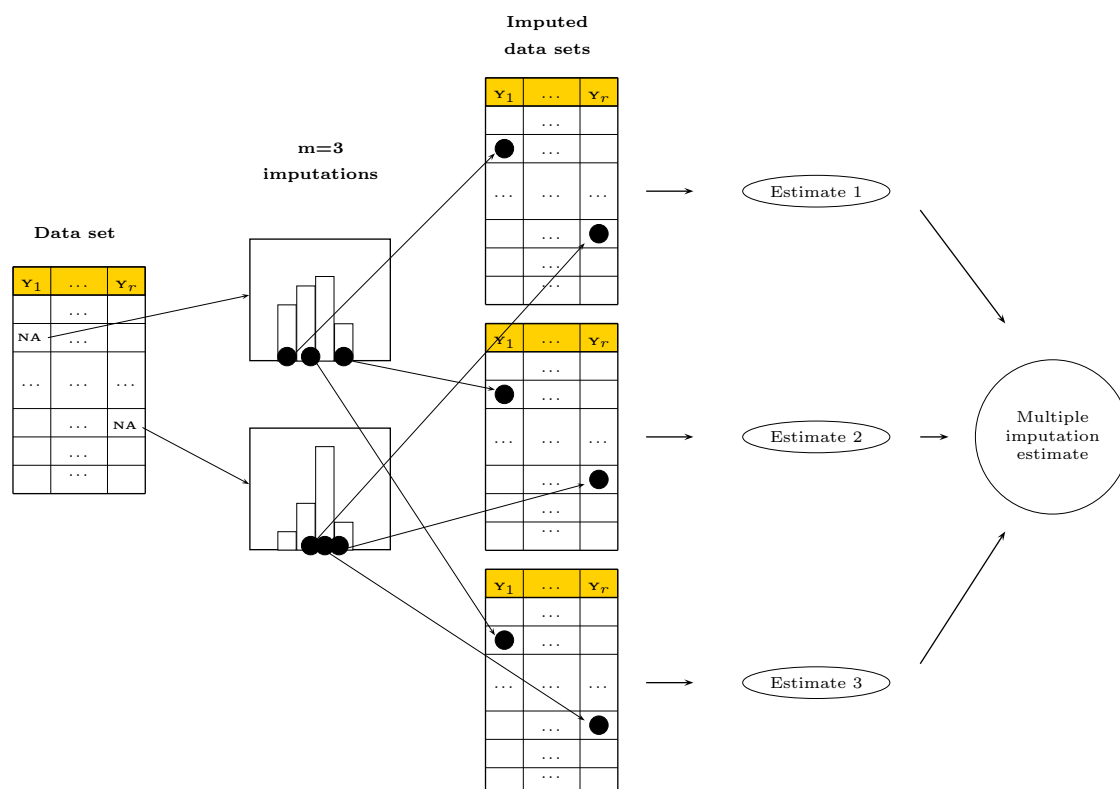 Imputed
data sets
m=3
imputations
Data set
Y1 ... Yr
...
NA ...
... ... ...
... NA
...
...
Y1 ... Yr
...
...
... ...
...
...
...
Y1 ... Yr
...
...
... ...
...
...
...
Y1 ... Yr
...
...
... ...
...
...
...
Estimate 1
Estimate 2
Estimate 3
Multiple
imputation
estimate